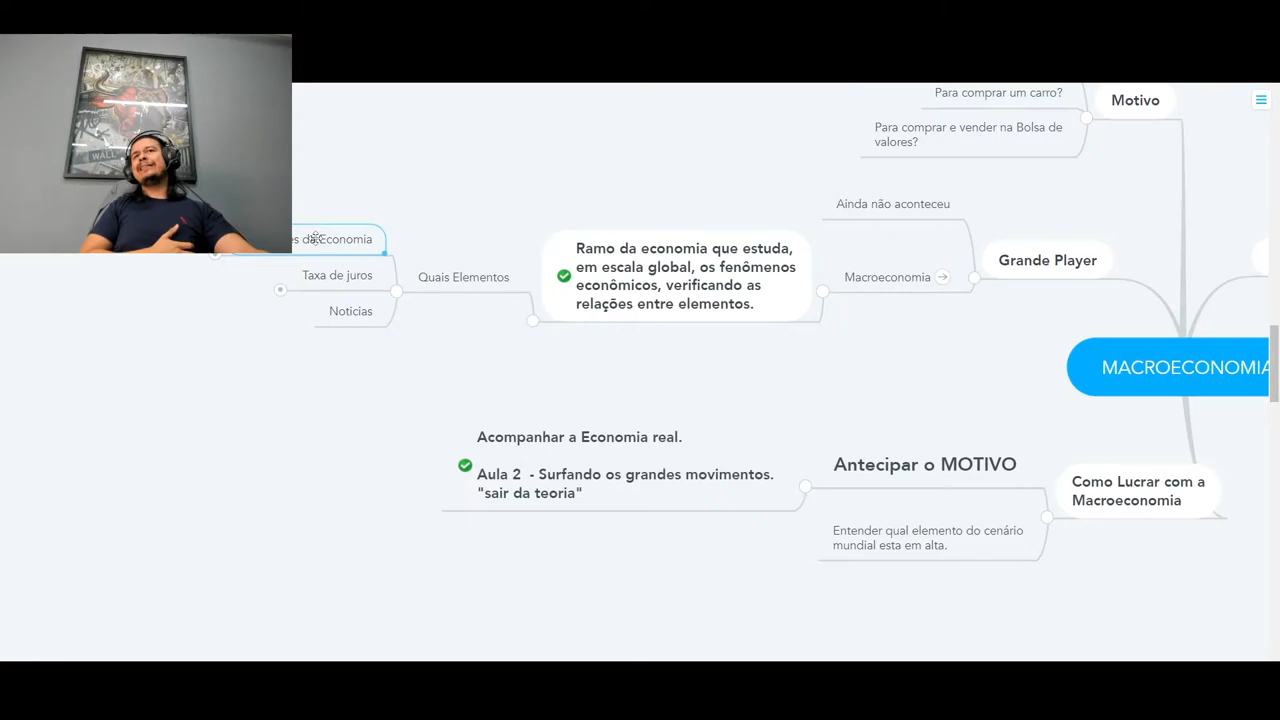 Para comprar um carro?
Motivo
Para comprar e vender na Bolsa de
valores?
WALL
Ainda não aconteceu
Grande Player
Macroeconomia
Ramo da economia que estuda,
em escala global, os fenômenos
econômicos, verificando as
relações entre elementos.
Quais Elementos
Economia
Taxa de juros
Noticias
MACROECONOMIA
Como Lucrar com a
Macroeconomia
Antecipar o MOTIVO
Acompanhar a Economia real.
Aula 2 - Surfando os grandes movimentos.
"sair da teoria"
Entender qual elemento do cenário
mundial esta em alta.